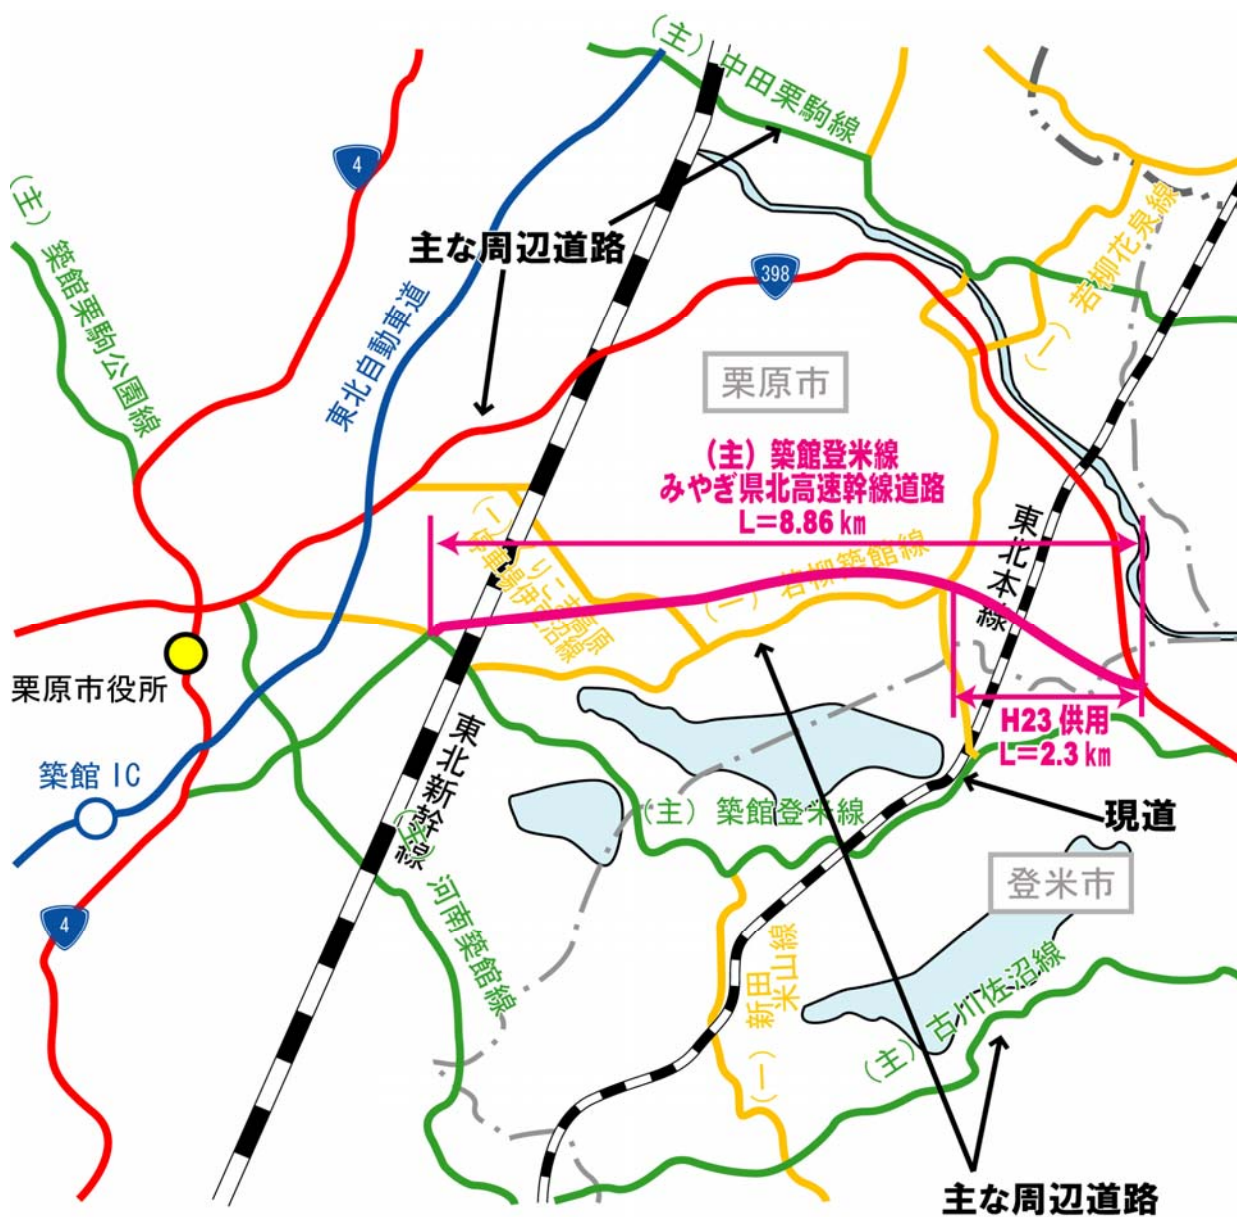 (主)中田栗駒線
4
(主)築館栗駒公園線
主な周辺道路
(一)若柳花泉線
398
東北自動車道
栗原市
(主)築館登米線
みやぎ県北高速幹線道路
L=8.86 km
(一)くりこま高原
停車場伊豆沼線
(一)若柳築館線
東北本線
栗原市役所
H23 供用
L=2.3 km
東北新幹線
築館 IC
(主)築館登米線
現道
(主)河南築館線
登米市
4
(一)新田
米山線
(主)古川佐沼線
主な周辺道路